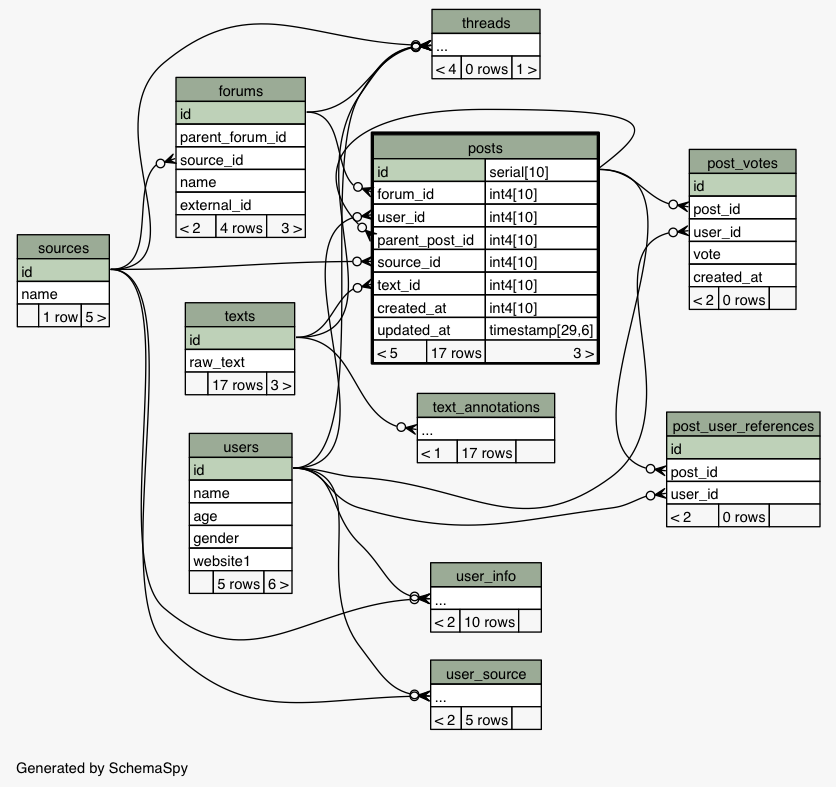 threads
...
< 4 0 rows 1 >
forums
id
parent_forum_id
source_id
name
external_id
< 2 4 rows 3 >
posts
id serial[10]
forum_id int4[10]
user_id int4[10]
parent_post_id int4[10]
source_id int4[10]
text_id int4[10]
created_at int4[10]
updated_at timestamp[29,6]
< 5 17 rows 3 >
post_votes
id
post_id
user_id
vote
created_at
< 2 0 rows
sources
id
name
1 row 5 >
texts
id
raw_text
17 rows 3 >
text_annotations
...
< 1 17 rows
post_user_references
id
post_id
user_id
< 2 0 rows
users
id
name
age
gender
website1
5 rows 6 >
user_info
...
< 2 10 rows
user_source
...
< 2 5 rows
Generated by SchemaSpy